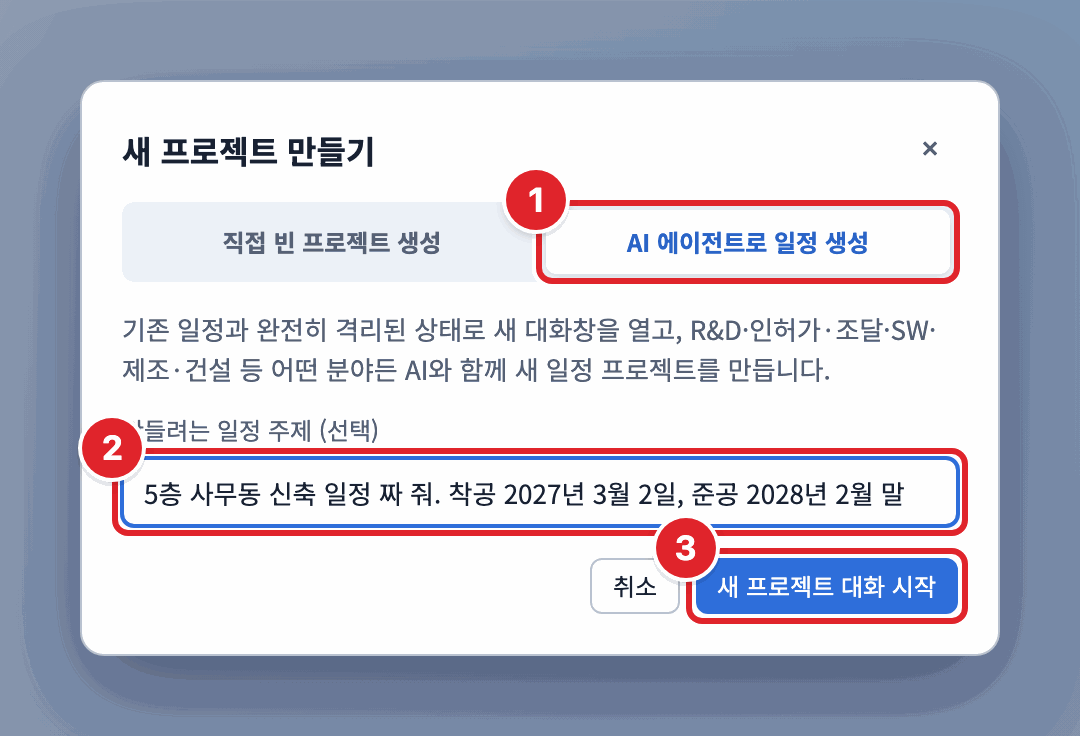 새 프로젝트 만들기
×
1
직접 빈 프로젝트 생성
AI 에이전트로 일정 생성
기존 일정과 완전히 격리된 상태로 새 대화창을 열고, R&D·인허가·조달·SW·
제조·건설 등 어떤 분야든 AI와 함께 새 일정 프로젝트를 만듭니다.
2
일정 주제 (선택)
5층 사무동 신축 일정 짜 줘. 착공 2027년 3월 2일, 준공 2028년 2월 말
3
취소
새 프로젝트 대화 시작